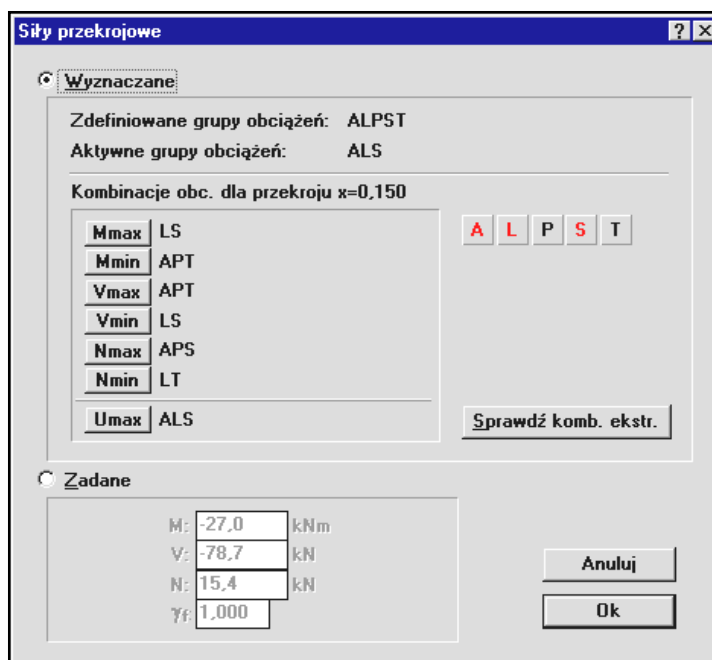 Siły przekrojowe
Wyznaczane
Zdefiniowane grupy obciążeń: ALPST
Aktywne grupy obciążeń: ALS
Kombinacje obc. dla przekroju x=0,150
Mmax LS
A L P S T
Mmin APT
Vmax APT
Vmin LS
Nmax APS
Nmin LT
Umax ALS
Sprawdź komb. ekstr.
Zadane
M: -27,0 kNm
V: -78,7 kN
N: 15,4 kN
γf: 1,000
Anuluj
Ok